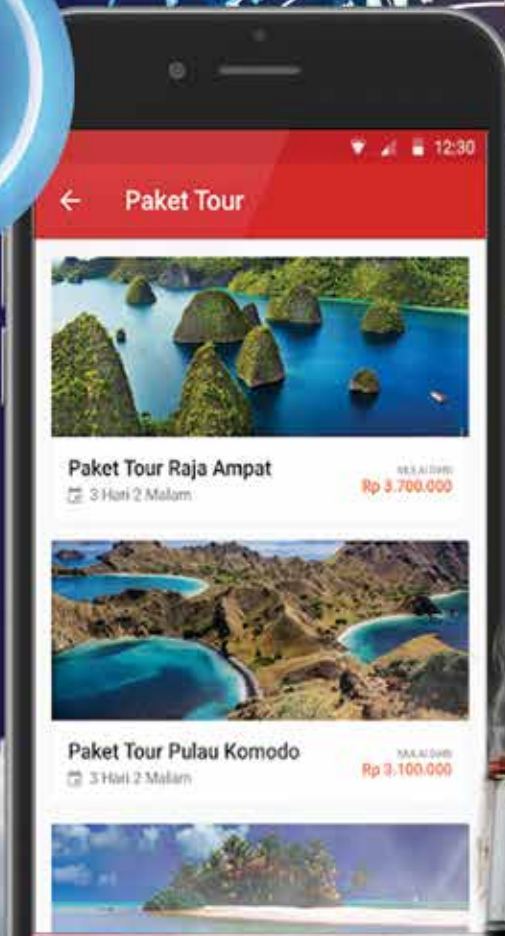 12:30
Paket Tour
Paket Tour Raja Ampat
3 Hari 2 Malam
MULAI DARI
Rp 3.700.000
Paket Tour Pulau Komodo
3 Hari 2 Malam
MULAI DARI
Rp 3.100.000